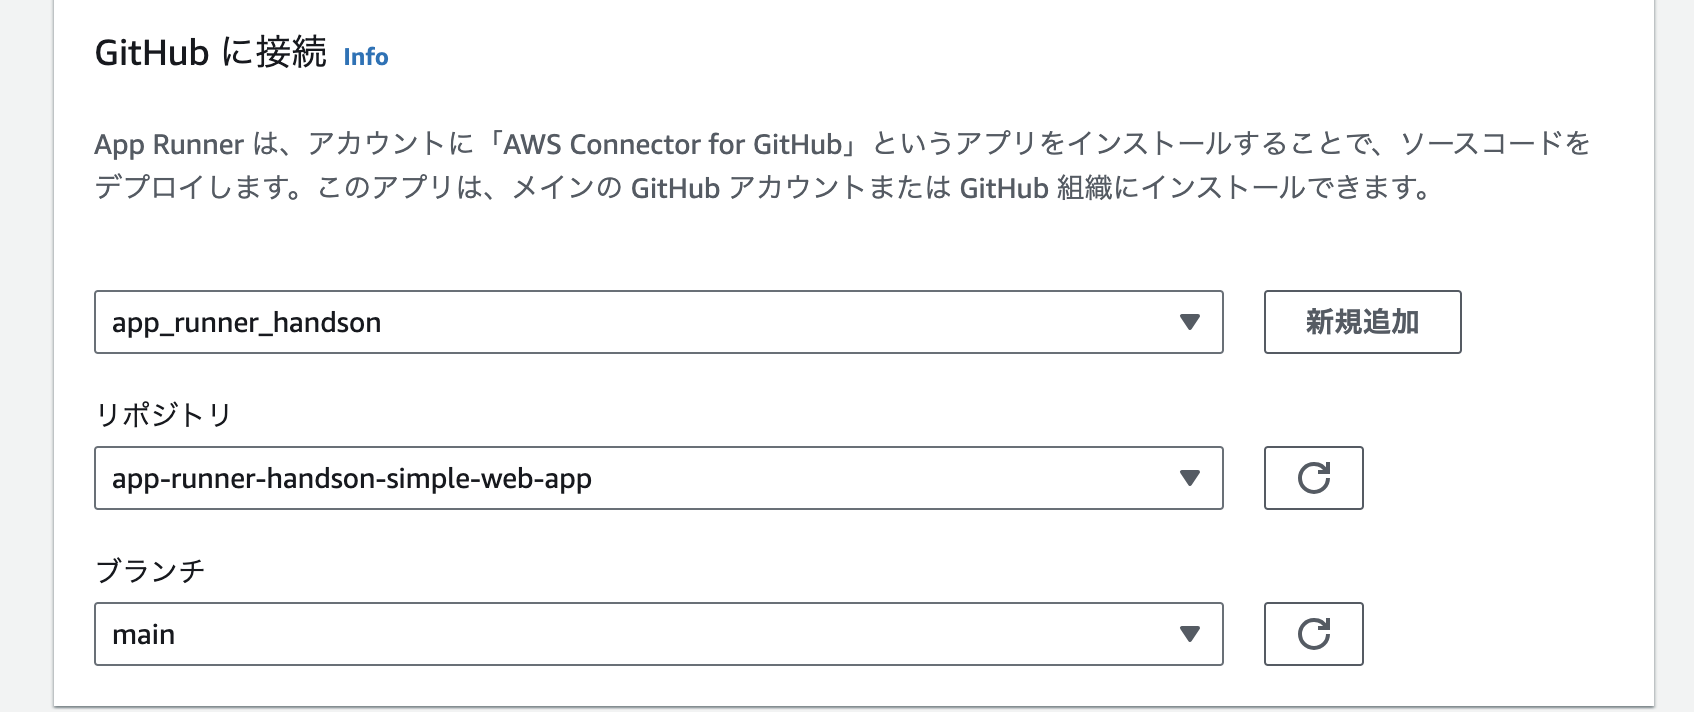 GitHub に接続 Info
App Runner は、アカウントに「AWS Connector for GitHub」というアプリをインストールすることで、ソースコードを
デプロイします。このアプリは、メインの GitHub アカウントまたは GitHub 組織にインストールできます。
app_runner_handson
新規追加
リポジトリ
app-runner-handson-simple-web-app
ブランチ
main